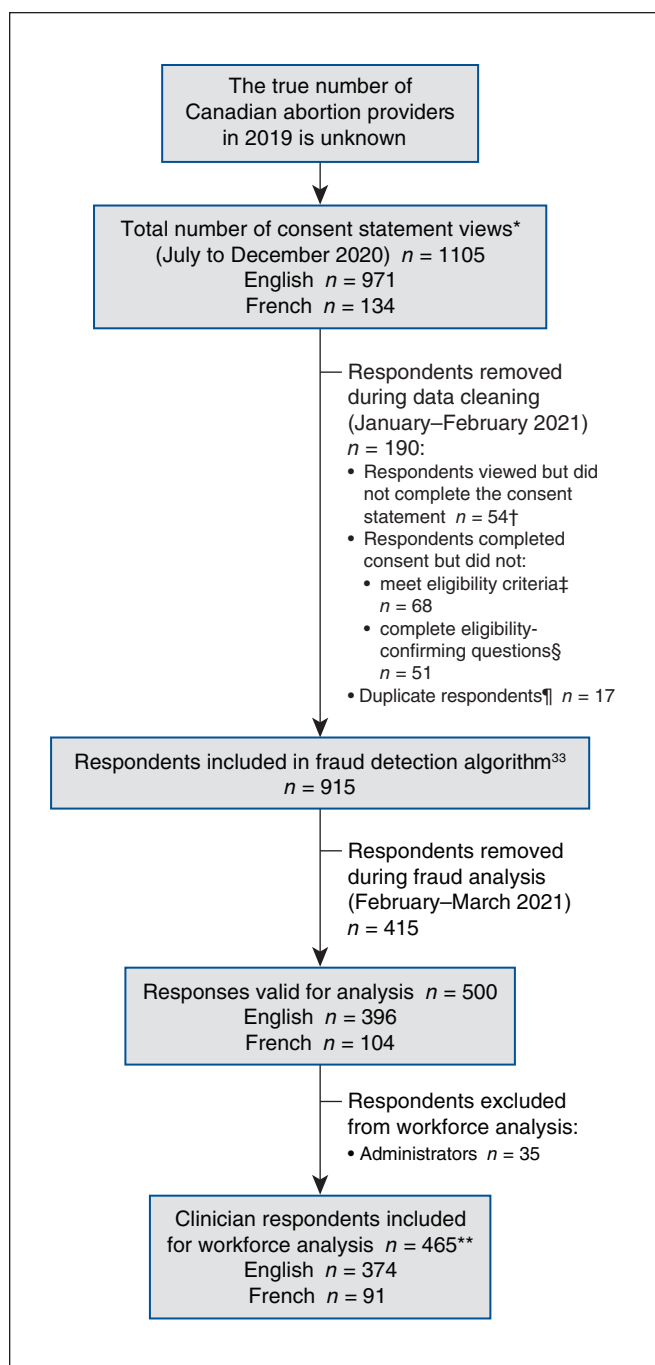 The true number of
Canadian abortion providers
in 2019 is unknown
Total number of consent statement views*
(July to December 2020) n = 1105
English n = 971
French n = 134
Respondents removed
during data cleaning
(January–February 2021)
n = 190:
• Respondents viewed but did
not complete the consent
statement n = 54†
• Respondents completed
consent but did not:
• meet eligibility criteria‡
n = 68
• complete eligibility-
confirming questions§
n = 51
• Duplicate respondents¶ n = 17
Respondents included in fraud detection algorithm³³
n = 915
Respondents removed
during fraud analysis
(February–March 2021)
n = 415
Responses valid for analysis n = 500
English n = 396
French n = 104
Respondents excluded
from workforce analysis:
• Administrators n = 35
Clinician respondents included
for workforce analysis n = 465**
English n = 374
French n = 91